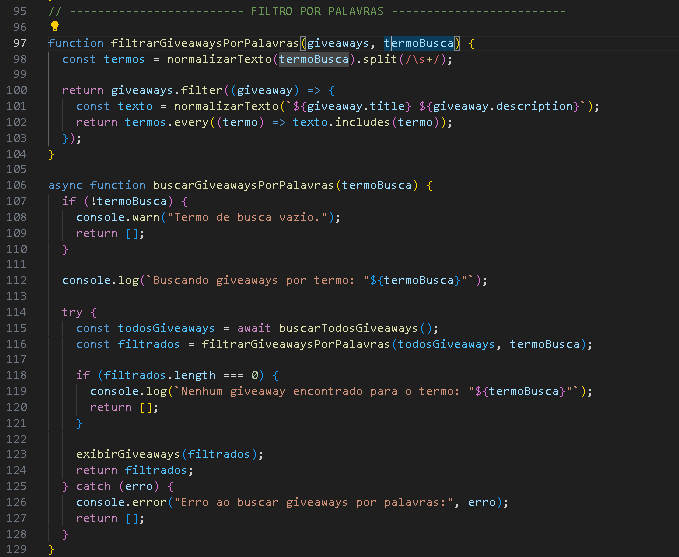 95 // ------------------------- FILTRO POR PALAVRAS -------------------------
96
97 function filtrarGiveawaysPorPalavras(giveaways, termoBusca) {
98   const termos = normalizarTexto(termoBusca).split(/\s+/);
99
100   return giveaways.filter((giveaway) => {
101     const texto = normalizarTexto(`${giveaway.title} ${giveaway.description}`);
102     return termos.every((termo) => texto.includes(termo));
103   });
104 }
105
106 async function buscarGiveawaysPorPalavras(termoBusca) {
107   if (!termoBusca) {
108     console.warn("Termo de busca vazio.");
109     return [];
110   }
111
112   console.log(`Buscando giveaways por termo: "${termoBusca}"`);
113
114   try {
115     const todosGiveaways = await buscarTodosGiveaways();
116     const filtrados = filtrarGiveawaysPorPalavras(todosGiveaways, termoBusca);
117
118     if (filtrados.length === 0) {
119       console.log(`Nenhum giveaway encontrado para o termo: "${termoBusca}"`);
120       return [];
121     }
122
123     exibirGiveaways(filtrados);
124     return filtrados;
125   } catch (erro) {
126     console.error("Erro ao buscar giveaways por palavras:", erro);
127     return [];
128   }
129 }